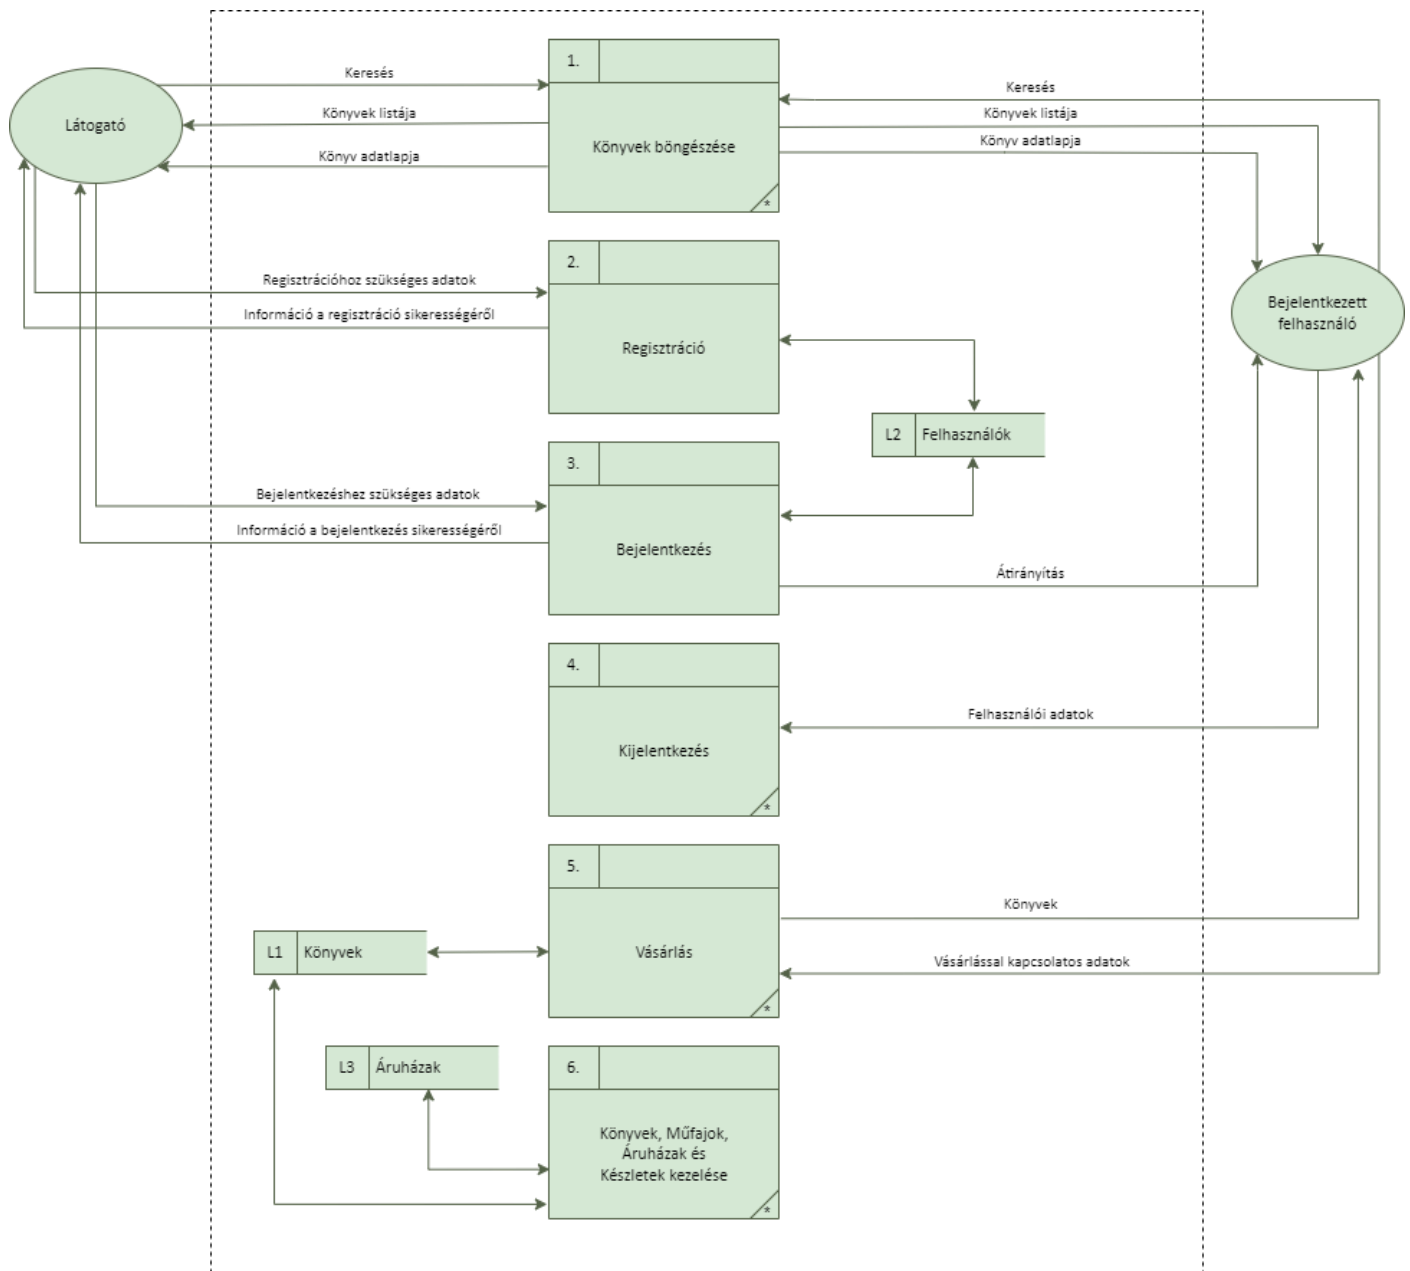 1.
Keresés
Keresés
Látogató
Könyvek listája
Könyvek listája
Könyvek böngészése
Könyv adatlapja
Könyv adatlapja
*
2.
Regisztrációhoz szükséges adatok
Információ a regisztráció sikerességéről
Regisztráció
Bejelentkezett
felhasználó
L2
Felhasználók
3.
Bejelentkezéshez szükséges adatok
Információ a bejelentkezés sikerességéről
Bejelentkezés
Átirányítás
4.
Felhasználói adatok
Kijelentkezés
*
5.
Könyvek
L1
Könyvek
Vásárlás
Vásárlással kapcsolatos adatok
*
L3
Áruházak
6.
Könyvek, Műfajok,
Áruházak és
Készletek kezelése
*